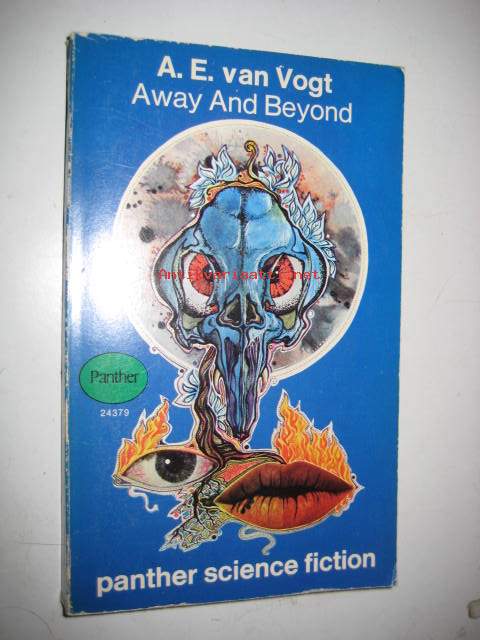 A. E. van Vogt
Away And Beyond
Antikvariaatti.net
Panther
24379
panther science fiction